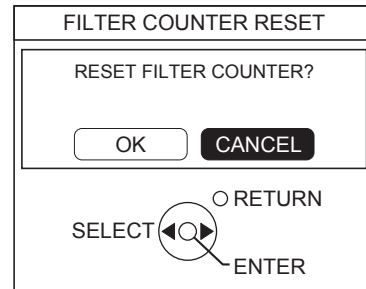 FILTER COUNTER RESET
RESET FILTER COUNTER?
OK CANCEL
RETURN
SELECT
ENTER